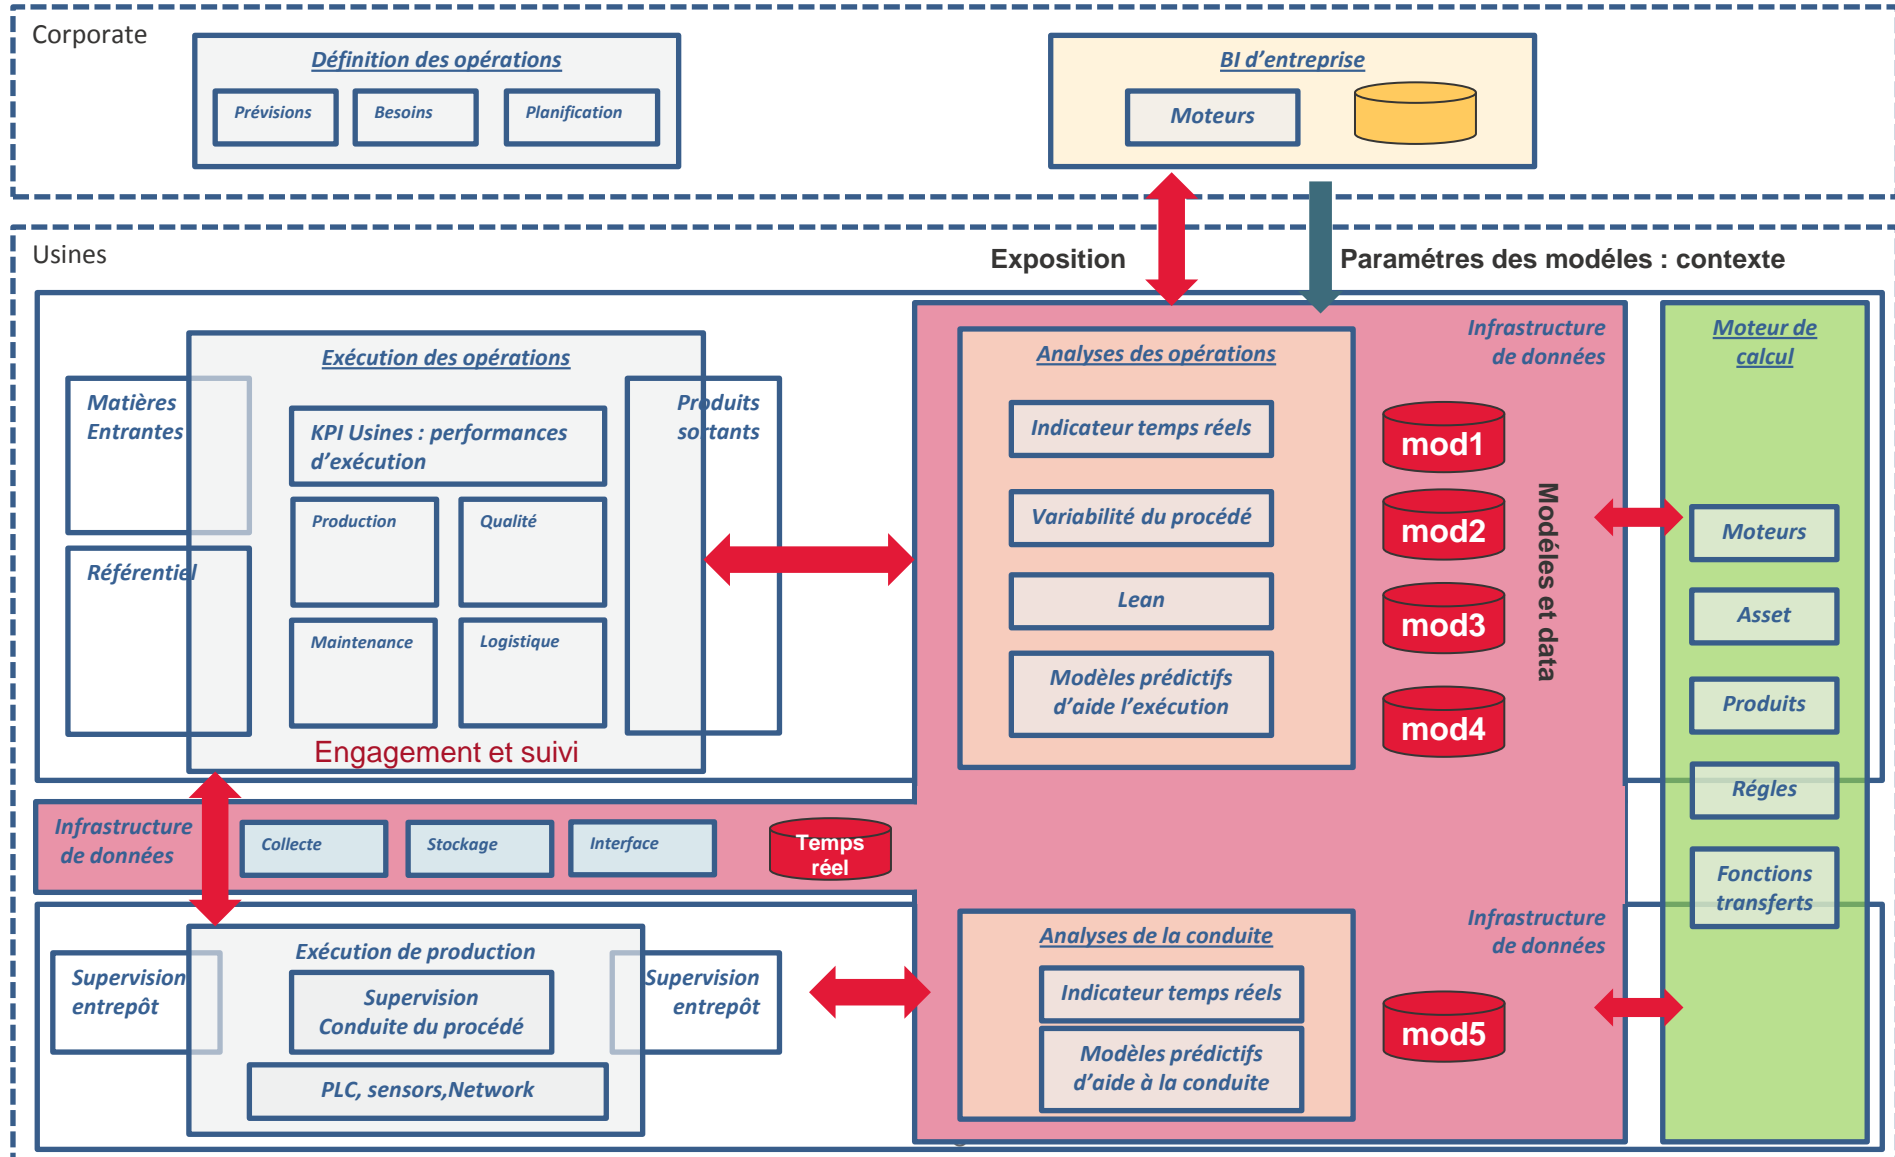 Corporate
Définition des opérations
Prévisions
Besoins
Planification
BI d'entreprise
Moteurs
Usines
Exposition
Paramétres des modéles : contexte
Exécution des opérations
Matières
Entrantes
Produits
sortants
KPI Usines : performances
d'exécution
Production
Qualité
Référentiel
Maintenance
Logistique
Engagement et suivi
Analyses des opérations
Indicateur temps réels
Variabilité du procédé
Lean
Modèles prédictifs
d'aide l'exécution
Infrastructure
de données
mod1
mod2
mod3
mod4
Modéles et data
Moteur de
calcul
Moteurs
Asset
Produits
Régles
Fonctions
transferts
Infrastructure
de données
Collecte
Stockage
Interface
Temps
réel
Exécution de production
Supervision
entrepôt
Supervision
Conduite du procédé
Supervision
entrepôt
PLC, sensors,Network
Analyses de la conduite
Indicateur temps réels
Modèles prédictifs
d'aide à la conduite
Infrastructure
de données
mod5